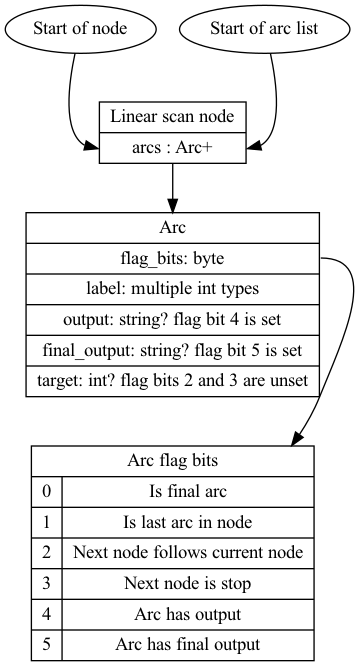 Start of node
Start of arc list
Linear scan node
arcs : Arc+
Arc
flag_bits: byte
label: multiple int types
output: string? flag bit 4 is set
final_output: string? flag bit 5 is set
target: int? flag bits 2 and 3 are unset
Arc flag bits
0 Is final arc
1 Is last arc in node
2 Next node follows current node
3 Next node is stop
4 Arc has output
5 Arc has final output